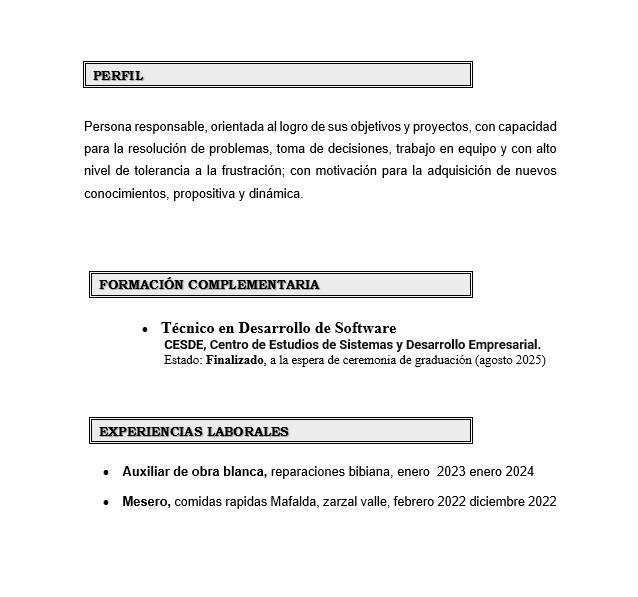 PERFIL
Persona responsable, orientada al logro de sus objetivos y proyectos, con capacidad
para la resolución de problemas, toma de decisiones, trabajo en equipo y con alto
nivel de tolerancia a la frustración; con motivación para la adquisición de nuevos
conocimientos, propositiva y dinámica.
FORMACIÓN COMPLEMENTARIA
• Técnico en Desarrollo de Software
CESDE, Centro de Estudios de Sistemas y Desarrollo Empresarial.
Estado: Finalizado, a la espera de ceremonia de graduación (agosto 2025)
EXPERIENCIAS LABORALES
• Auxiliar de obra blanca, reparaciones bibiana, enero  2023 enero 2024
• Mesero, comidas rapidas Mafalda, zarzal valle, febrero 2022 diciembre 2022